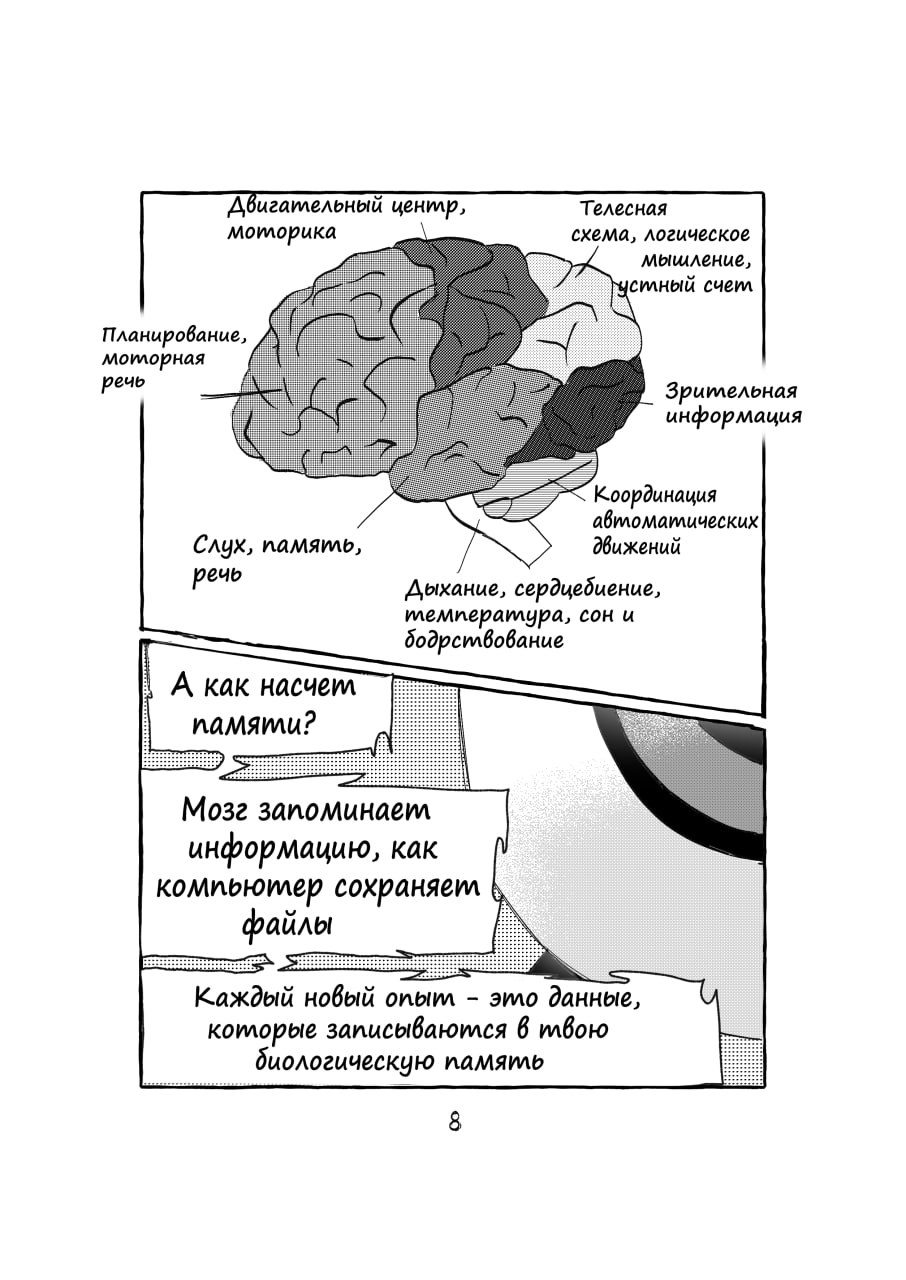 Двигательный центр,
моторика
Телесная
схема, логическое
мышление,
устный счет
Планирование,
моторная
речь
Зрительная
информация
Координация
автоматических
движений
Слух, память,
речь
Дыхание, сердцебиение,
температура, сон и
бодрствование
А как насчет
памяти?
Мозг запоминает
информацию, как
компьютер сохраняет
файлы
Каждый новый опыт - это данные,
которые записываются в твою
биологическую память
8